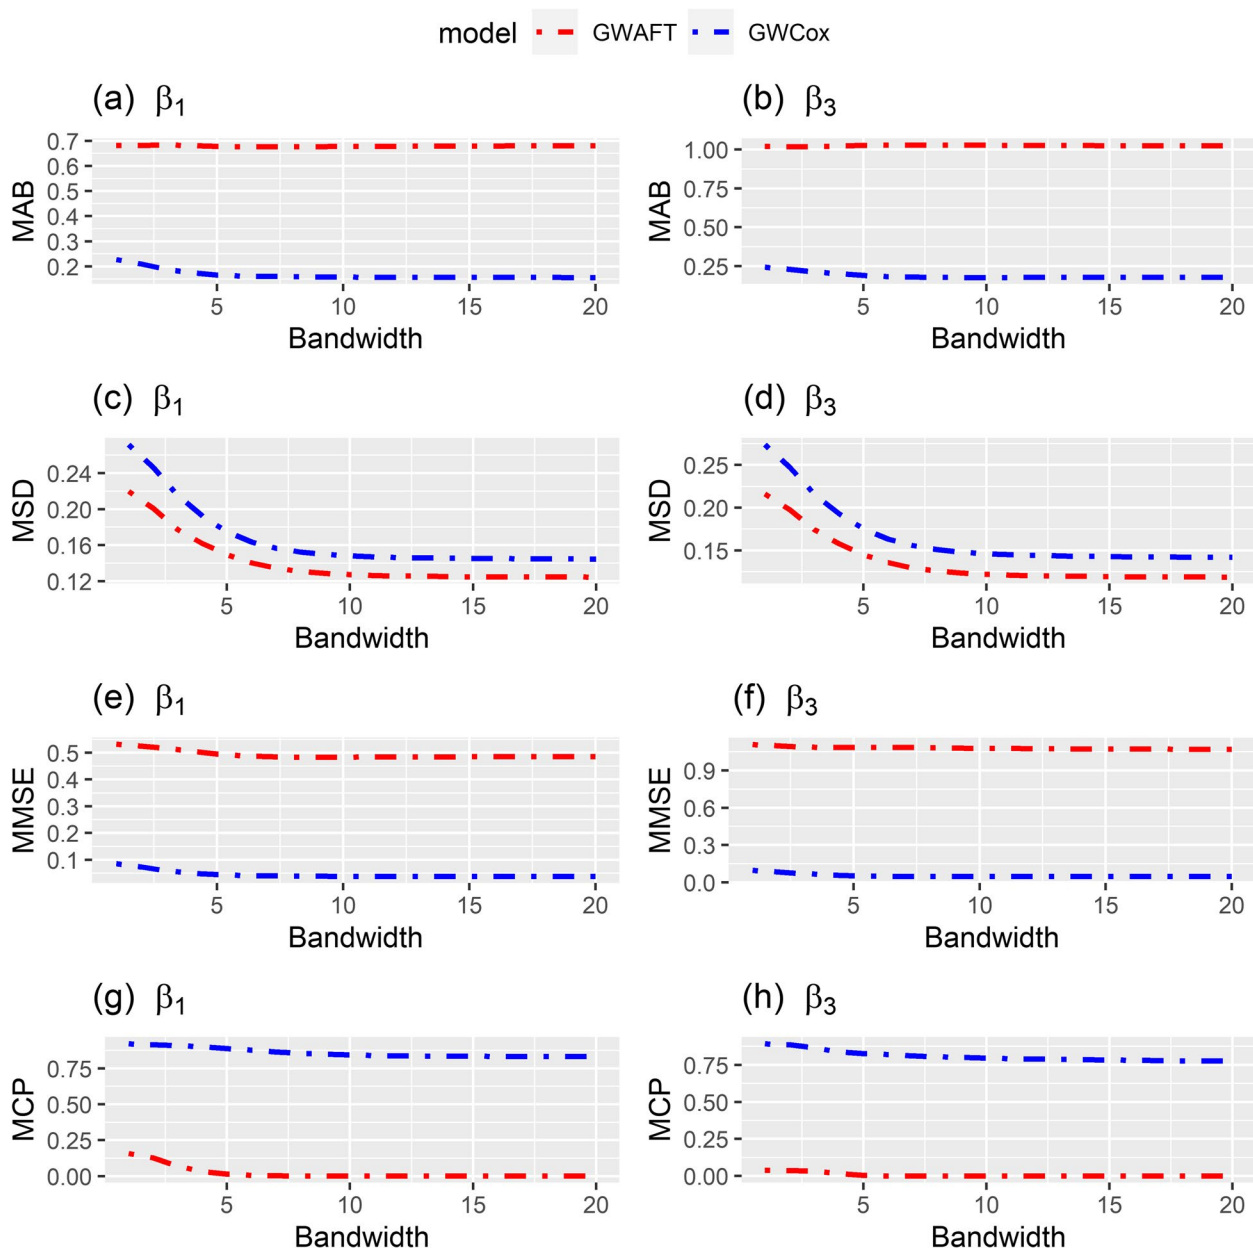 model GWAFT GWCox
(a) β1
(b) β3
MAB
0.7
0.6
0.5
0.4
0.3
0.2
5 10 15 20
Bandwidth
MAB
1.00
0.75
0.50
0.25
5 10 15 20
Bandwidth
(c) β1
(d) β3
MSD
0.24
0.20
0.16
0.12
5 10 15 20
Bandwidth
MSD
0.25
0.20
0.15
5 10 15 20
Bandwidth
(e) β1
(f) β3
MMSE
0.5
0.4
0.3
0.2
0.1
5 10 15 20
Bandwidth
MMSE
0.9
0.6
0.3
0.0
5 10 15 20
Bandwidth
(g) β1
(h) β3
MCP
0.75
0.50
0.25
0.00
5 10 15 20
Bandwidth
MCP
0.75
0.50
0.25
0.00
5 10 15 20
Bandwidth